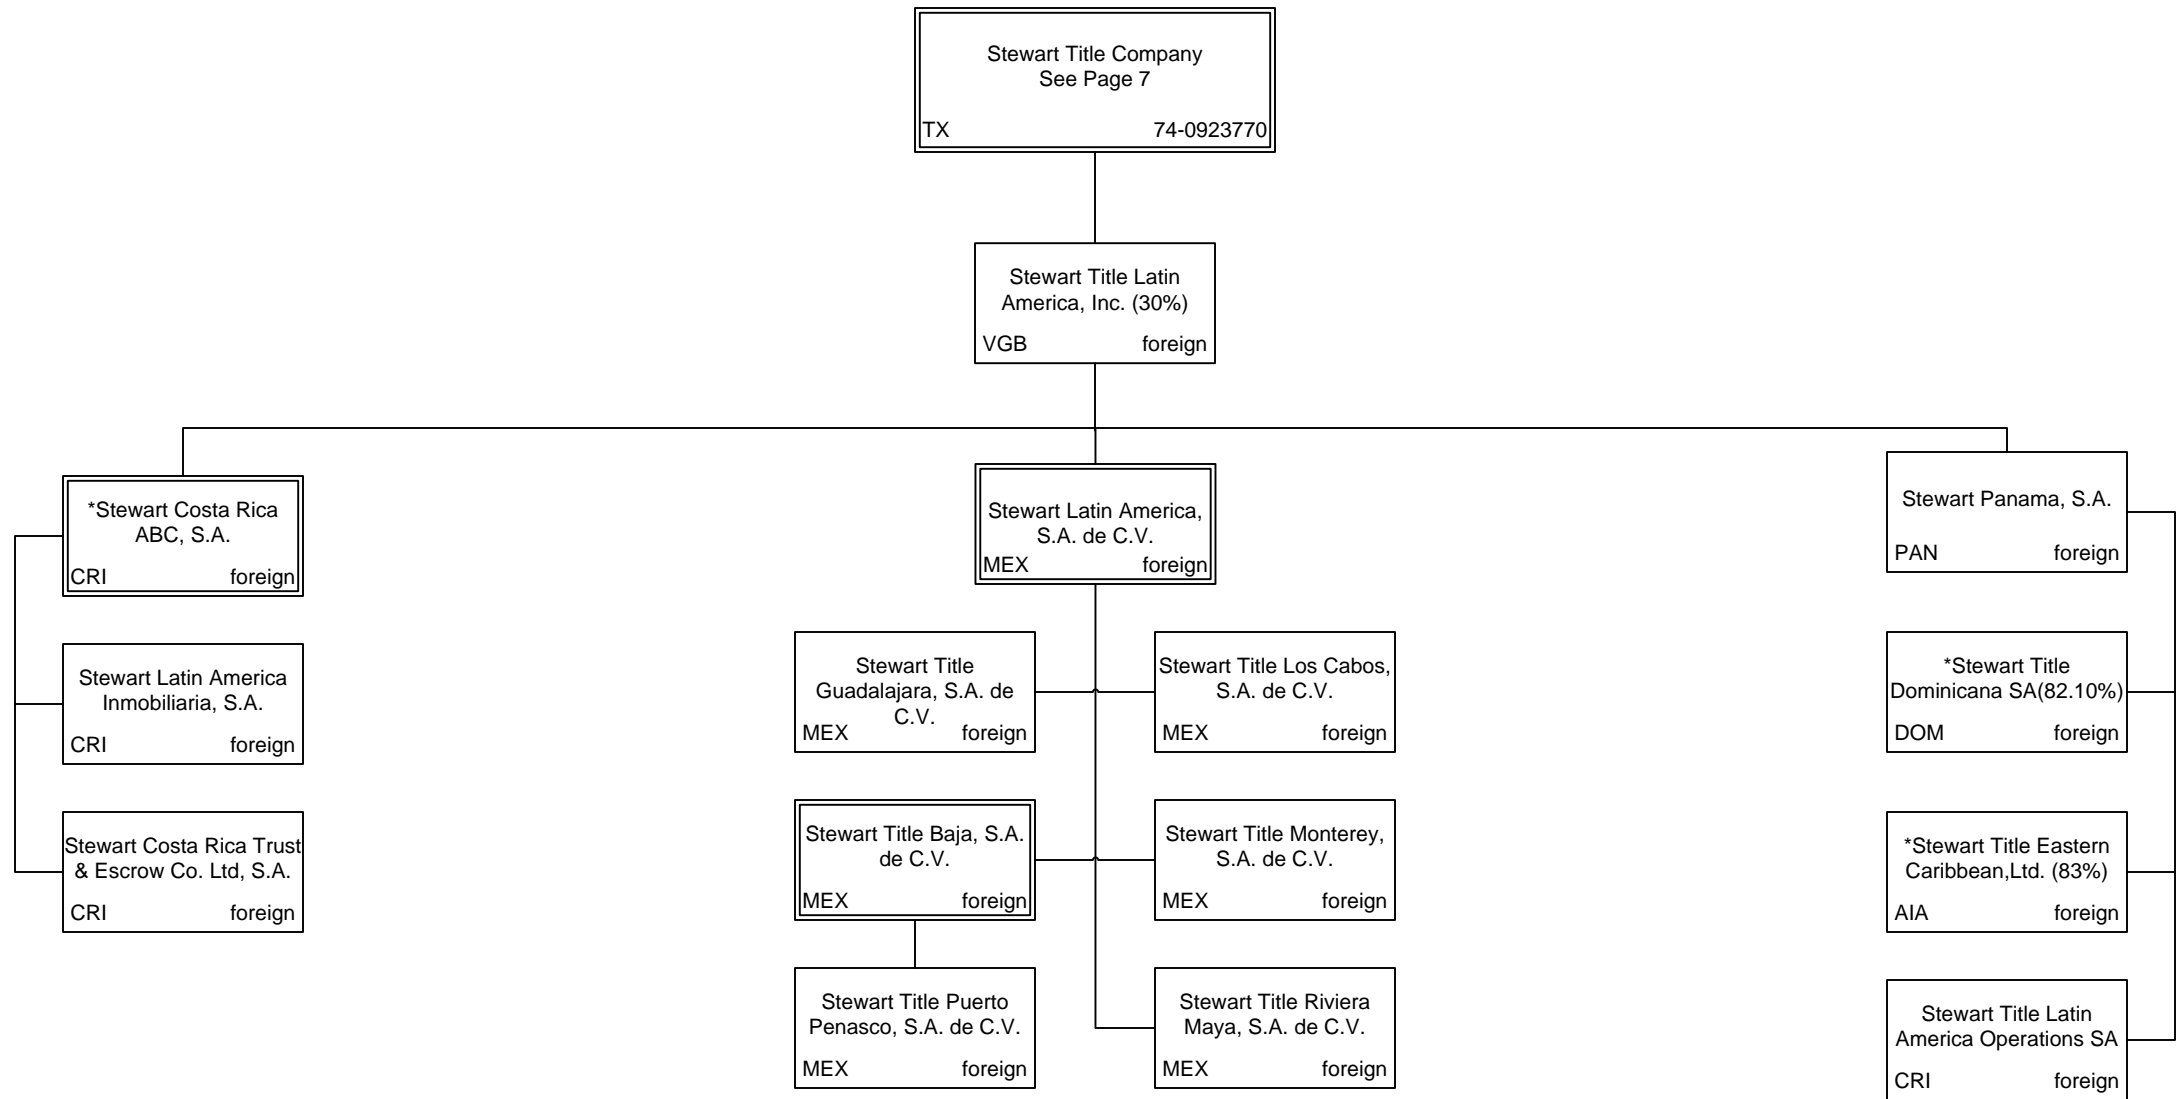 Stewart Title Company
See Page 7
TX 74-0923770
Stewart Title Latin
America, Inc. (30%)
VGB foreign
*Stewart Costa Rica
ABC, S.A.
CRI foreign
Stewart Latin America
Inmobiliaria, S.A.
CRI foreign
Stewart Costa Rica Trust
& Escrow Co. Ltd, S.A.
CRI foreign
Stewart Latin America,
S.A. de C.V.
MEX foreign
Stewart Title
Guadalajara, S.A. de
C.V.
MEX foreign
Stewart Title Los Cabos,
S.A. de C.V.
MEX foreign
Stewart Title Baja, S.A.
de C.V.
MEX foreign
Stewart Title Monterey,
S.A. de C.V.
MEX foreign
Stewart Title Puerto
Penasco, S.A. de C.V.
MEX foreign
Stewart Title Riviera
Maya, S.A. de C.V.
MEX foreign
Stewart Panama, S.A.
PAN foreign
*Stewart Title
Dominicana SA(82.10%)
DOM foreign
*Stewart Title Eastern
Caribbean,Ltd. (83%)
AIA foreign
Stewart Title Latin
America Operations SA
CRI foreign